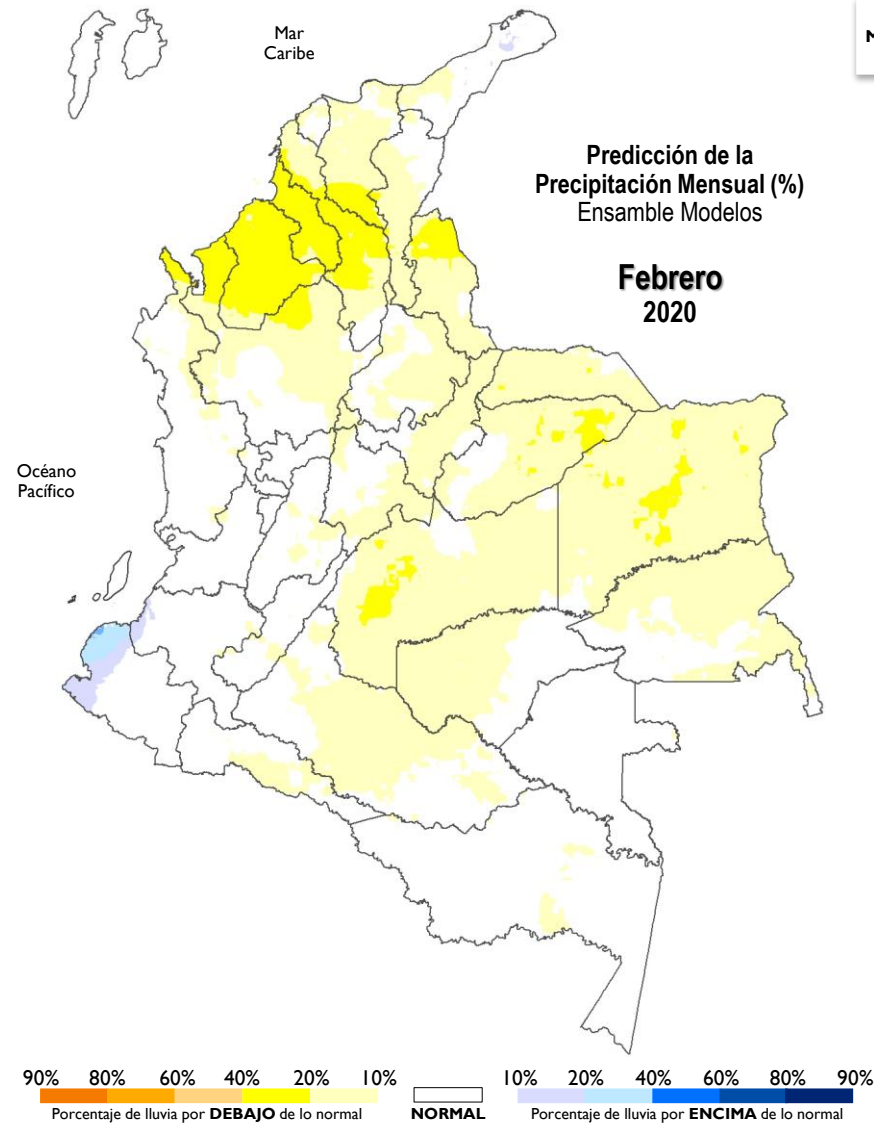 Mar
Caribe
M
Predicción de la
Precipitación Mensual (%)
Ensamble Modelos
Febrero
2020
Océano
Pacífico
90% 80% 60% 40% 20% 10% 10% 20% 40% 60% 80% 90%
Porcentaje de lluvia por DEBAJO de lo normal NORMAL Porcentaje de lluvia por ENCIMA de lo normal